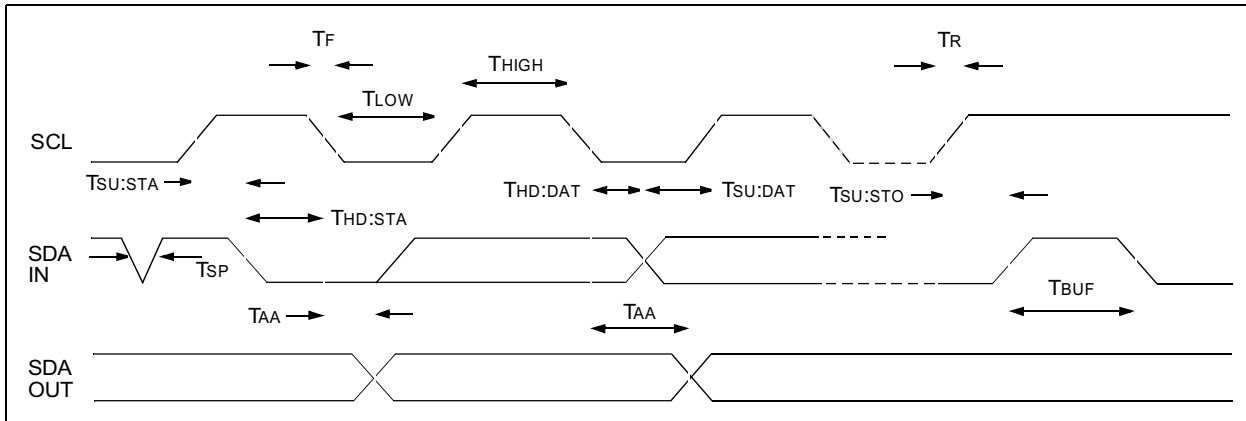 TF
TR
THIGH
TLOW
SCL
TSU:STA
THD:DAT
TSU:DAT
TSU:STO
THD:STA
SDA
IN
TSP
TBUF
TAA
TAA
SDA
OUT